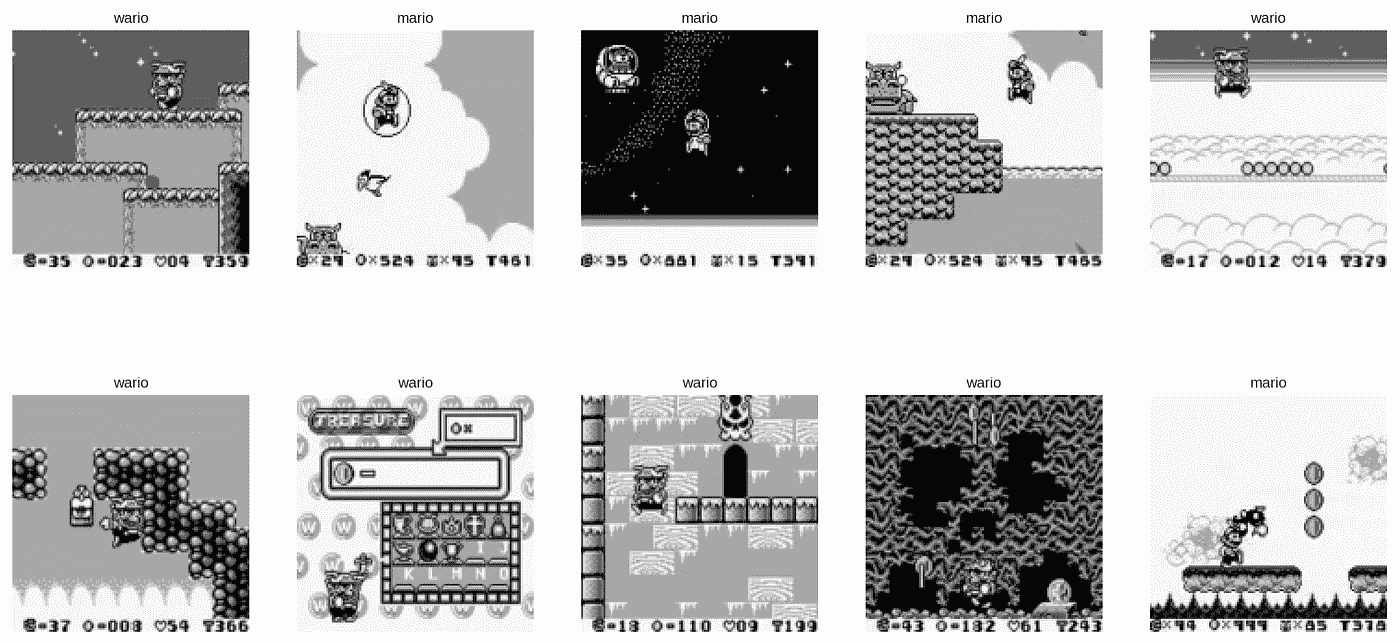 wario
mario
mario
mario
wario
=35 =023 ♡04 T359
×29 O×524 ×95 T461
×35 O×881 ×15 T391
×29 O×524 ×95 T465
=17 =012 ♡14 T379
wario
wario
wario
wario
mario
TREASURE
O×
W
I J
K L M N O
=37 =008 ♡54 T366
=18 =110 ♡09 T199
=43 =182 ♡61 T243
×94 O×999 ×85 T378